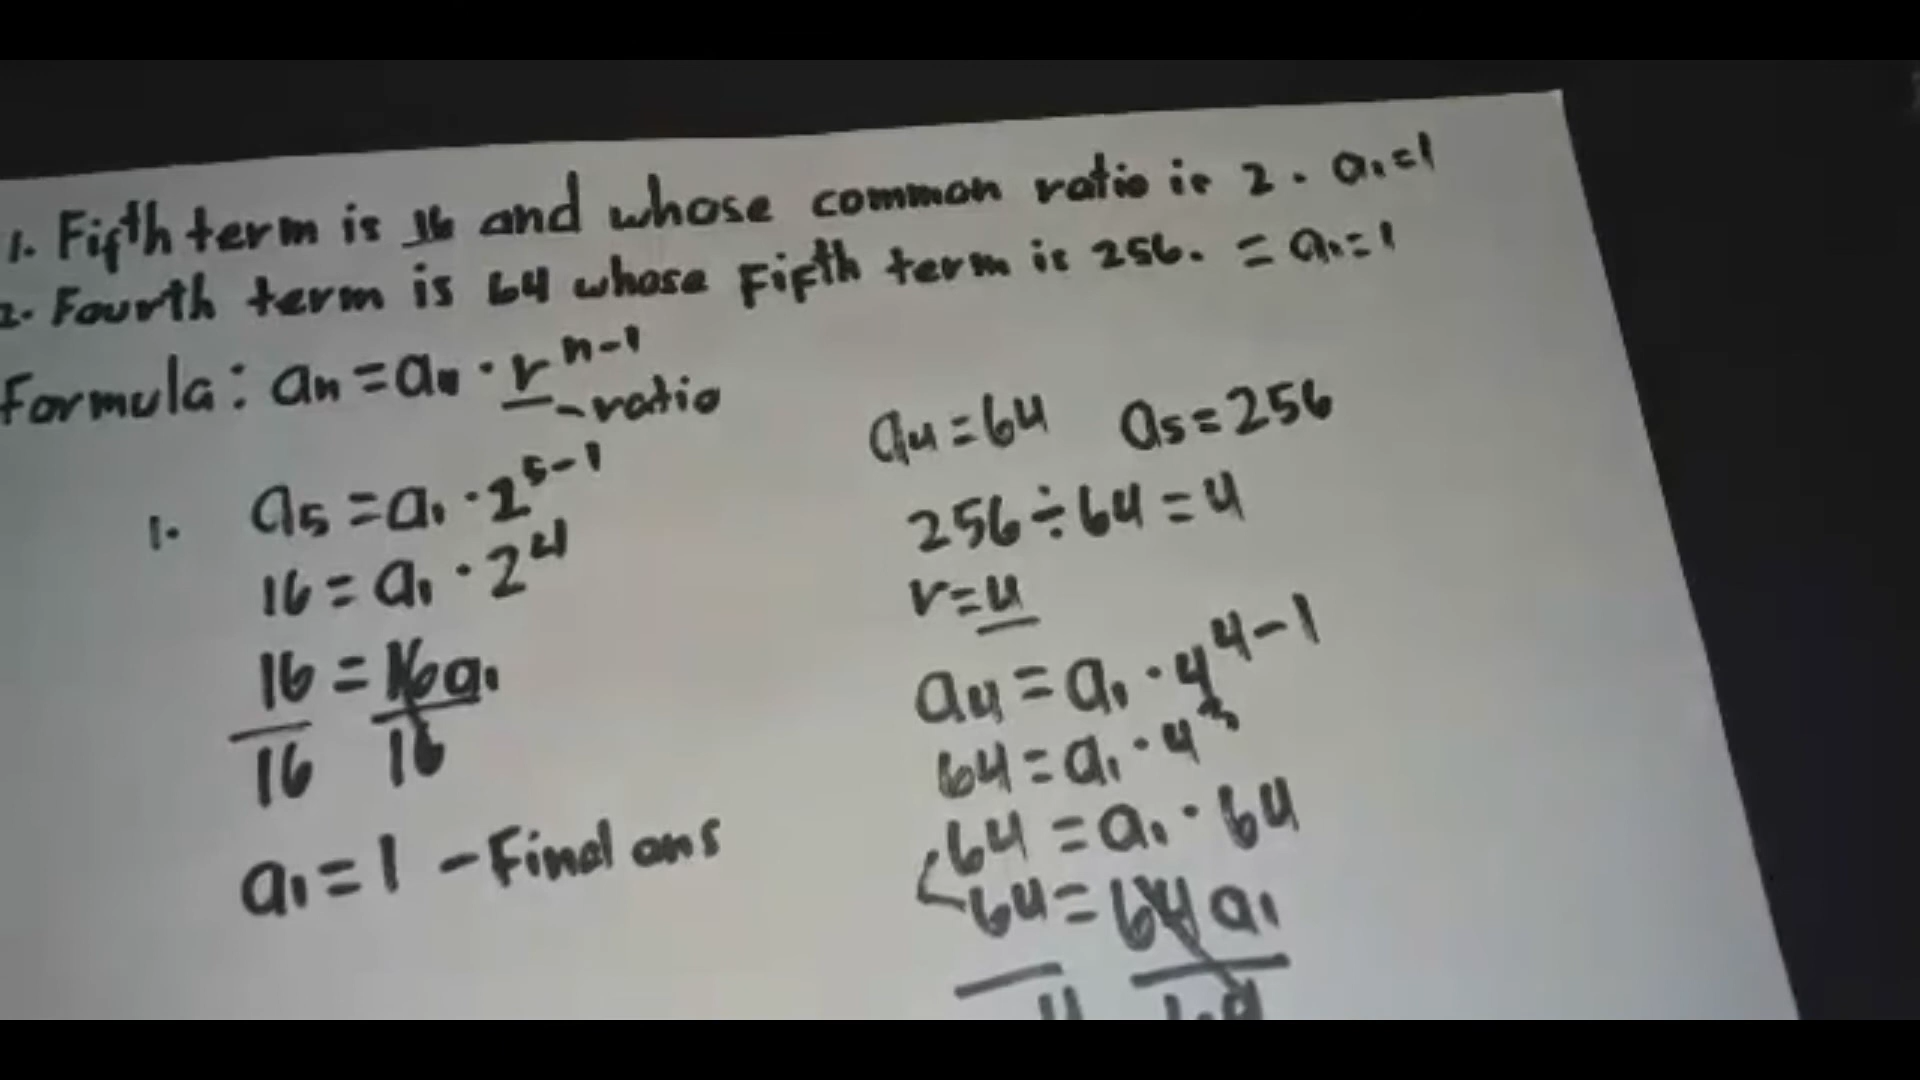 1. Fifth term is 16 and whose common ratio is 2. a₁=1
2. Fourth term is 64 whose Fifth term is 256. = a₁=1
Formula: an = a · r^n-1
-ratio
1. a5 = a₁ · 2^5-1
16 = a₁ · 2^4
16 = 16a₁
16 16
a₁ = 1 - Final ans
a4 = 64 a5 = 256
256 ÷ 64 = 4
r = 4
a4 = a₁ · 4^4-1
64 = a₁ · 4^3
64 = a₁ · 64
64 = 64 a₁